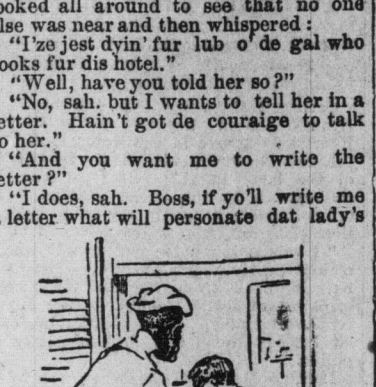 ooked all around to see that no one
lse was near and then whispered :
"I'ze jest dyin' fur lub o' de gal who
ooks fur dis hotel."
"Well, have you told her so?"
"No, sah. but I wants to tell her in a
etter. Hain't got de couraige to talk
o her."
"And you want me to write the
etter?"
"I does, sah. Boss, if yo'll write me
letter what will personate dat lady's